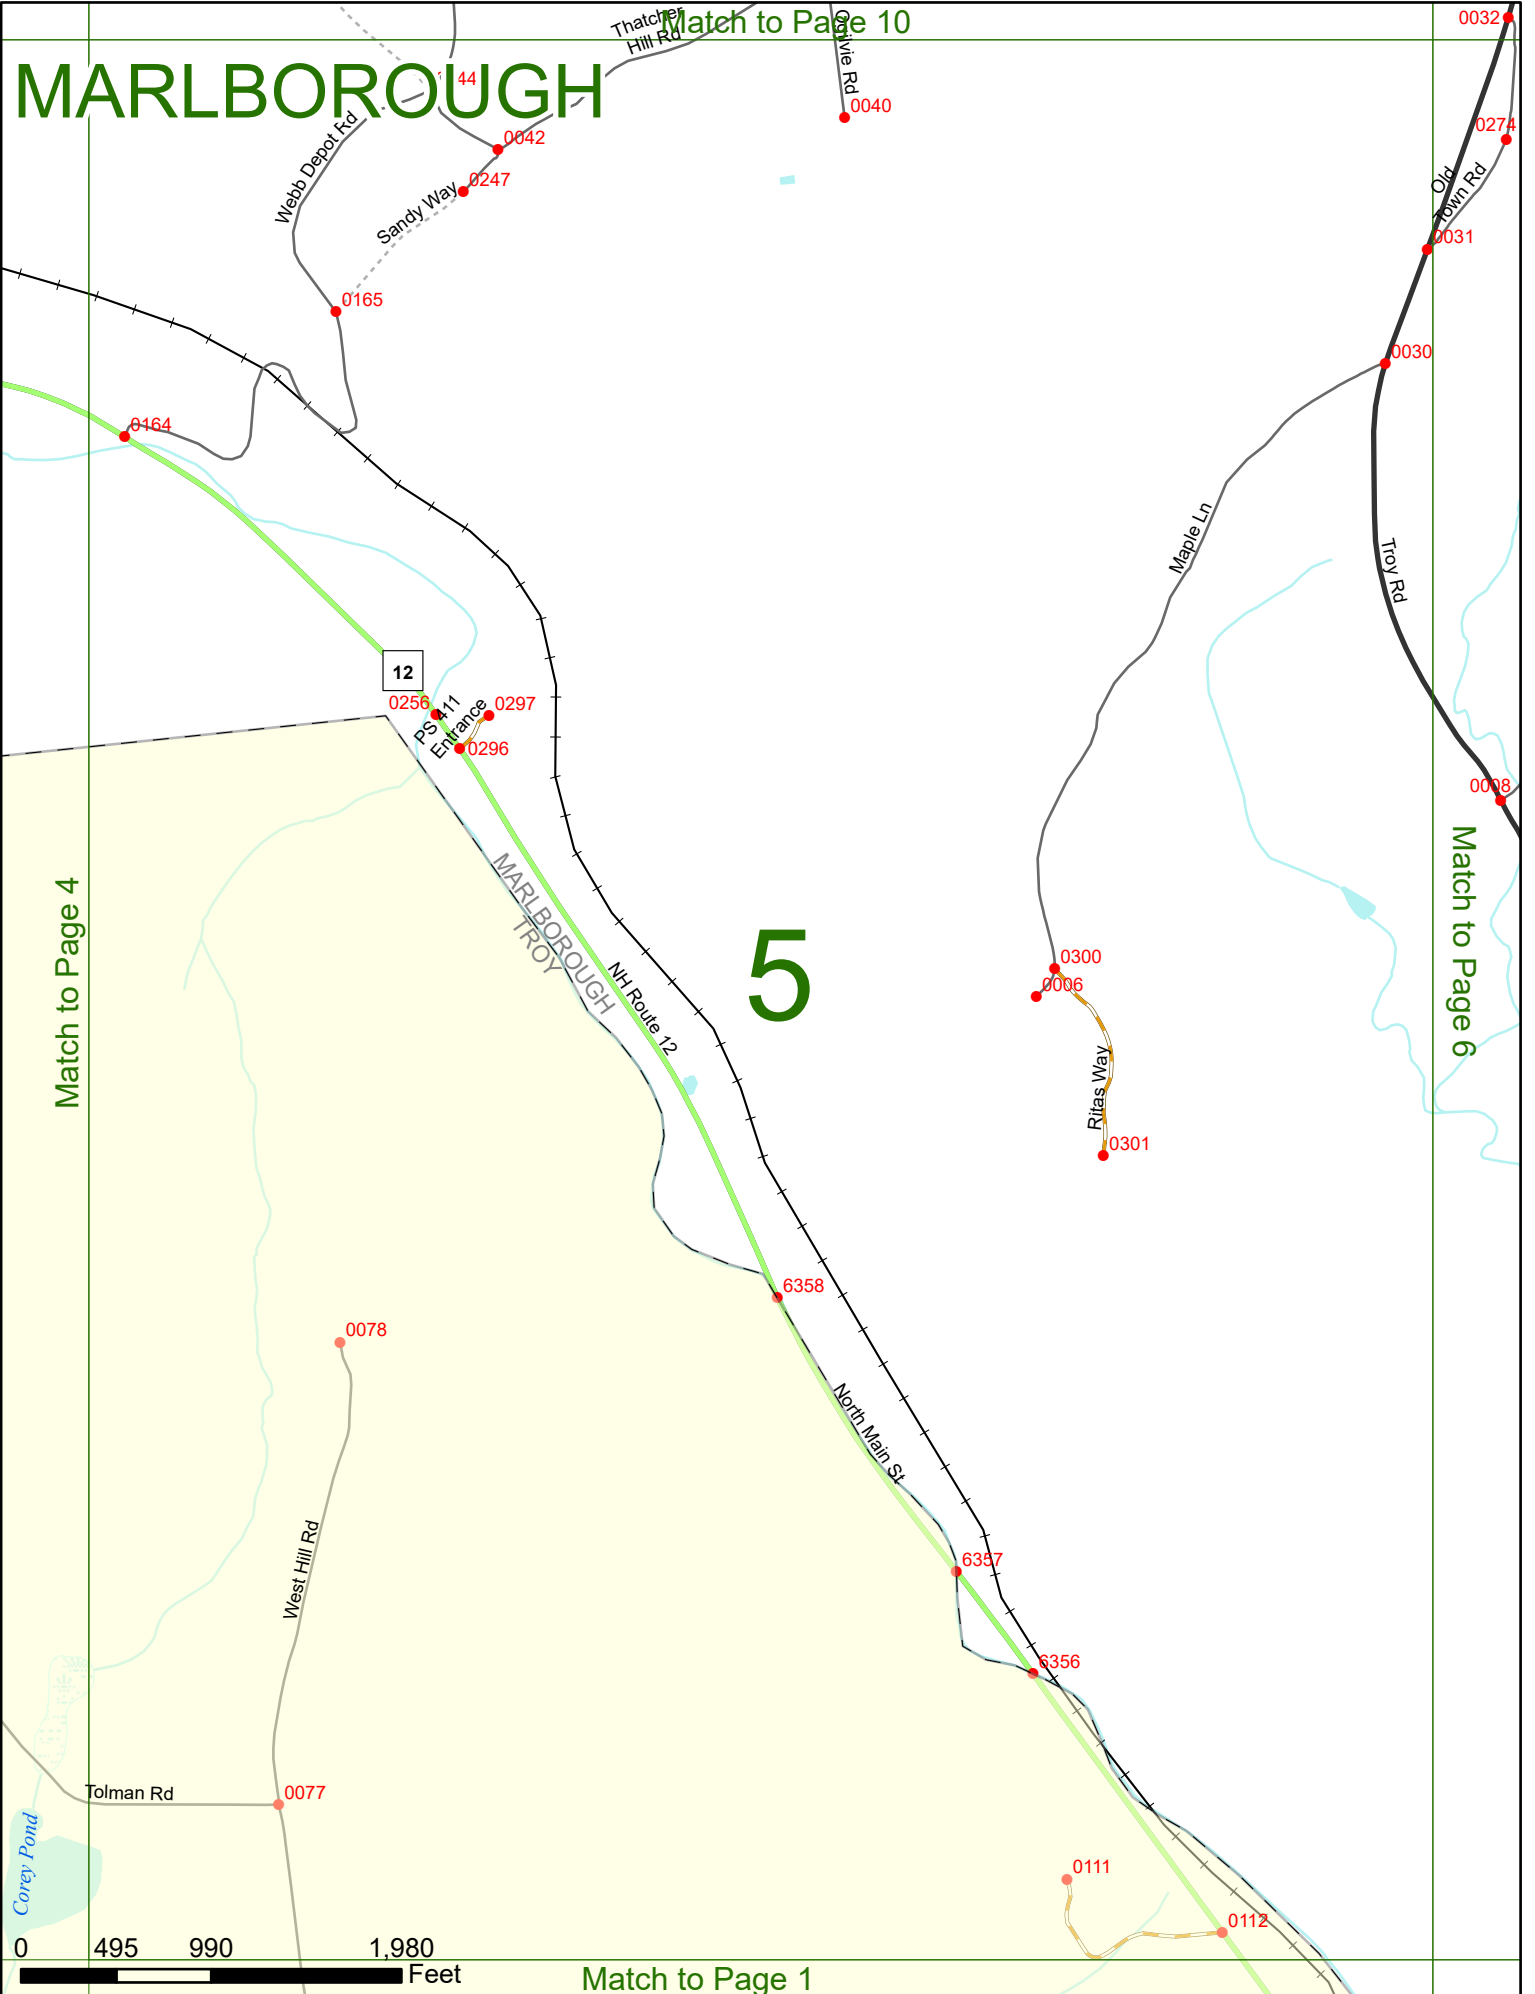 Match to Page 10
0032
Thatcher
Hill Rd
Ogilvie Rd
MARLBOROUGH
44
0040
0042
0274
Webb Depot Rd
0247
Sandy Way
Old
Town Rd
0031
0165
0030
0164
Maple Ln
Troy Rd
12
0256
PS 411
Entrance
0297
0296
0008
Match to Page 4
MARLBOROUGH
TROY
5
Match to Page 6
NH Route 12
0300
0006
Ritas Way
0301
6358
0078
North Main St
6357
West Hill Rd
6356
Tolman Rd
0077
Corey Pond
0111
0112
0 495 990 1,980
Feet
Match to Page 1